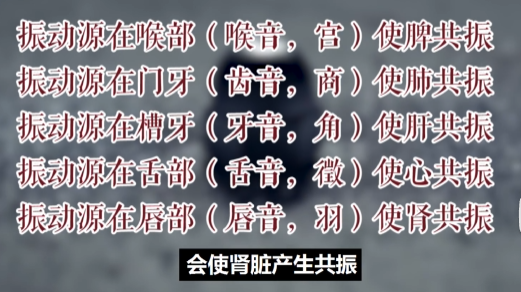 振动源在喉部（喉音，宫）使脾共振
振动源在门牙（齿音，商）使肺共振
振动源在槽牙（牙音，角）使肝共振
振动源在舌部（舌音，徵）使心共振
振动源在唇部（唇音，羽）使肾共振
会使肾脏产生共振